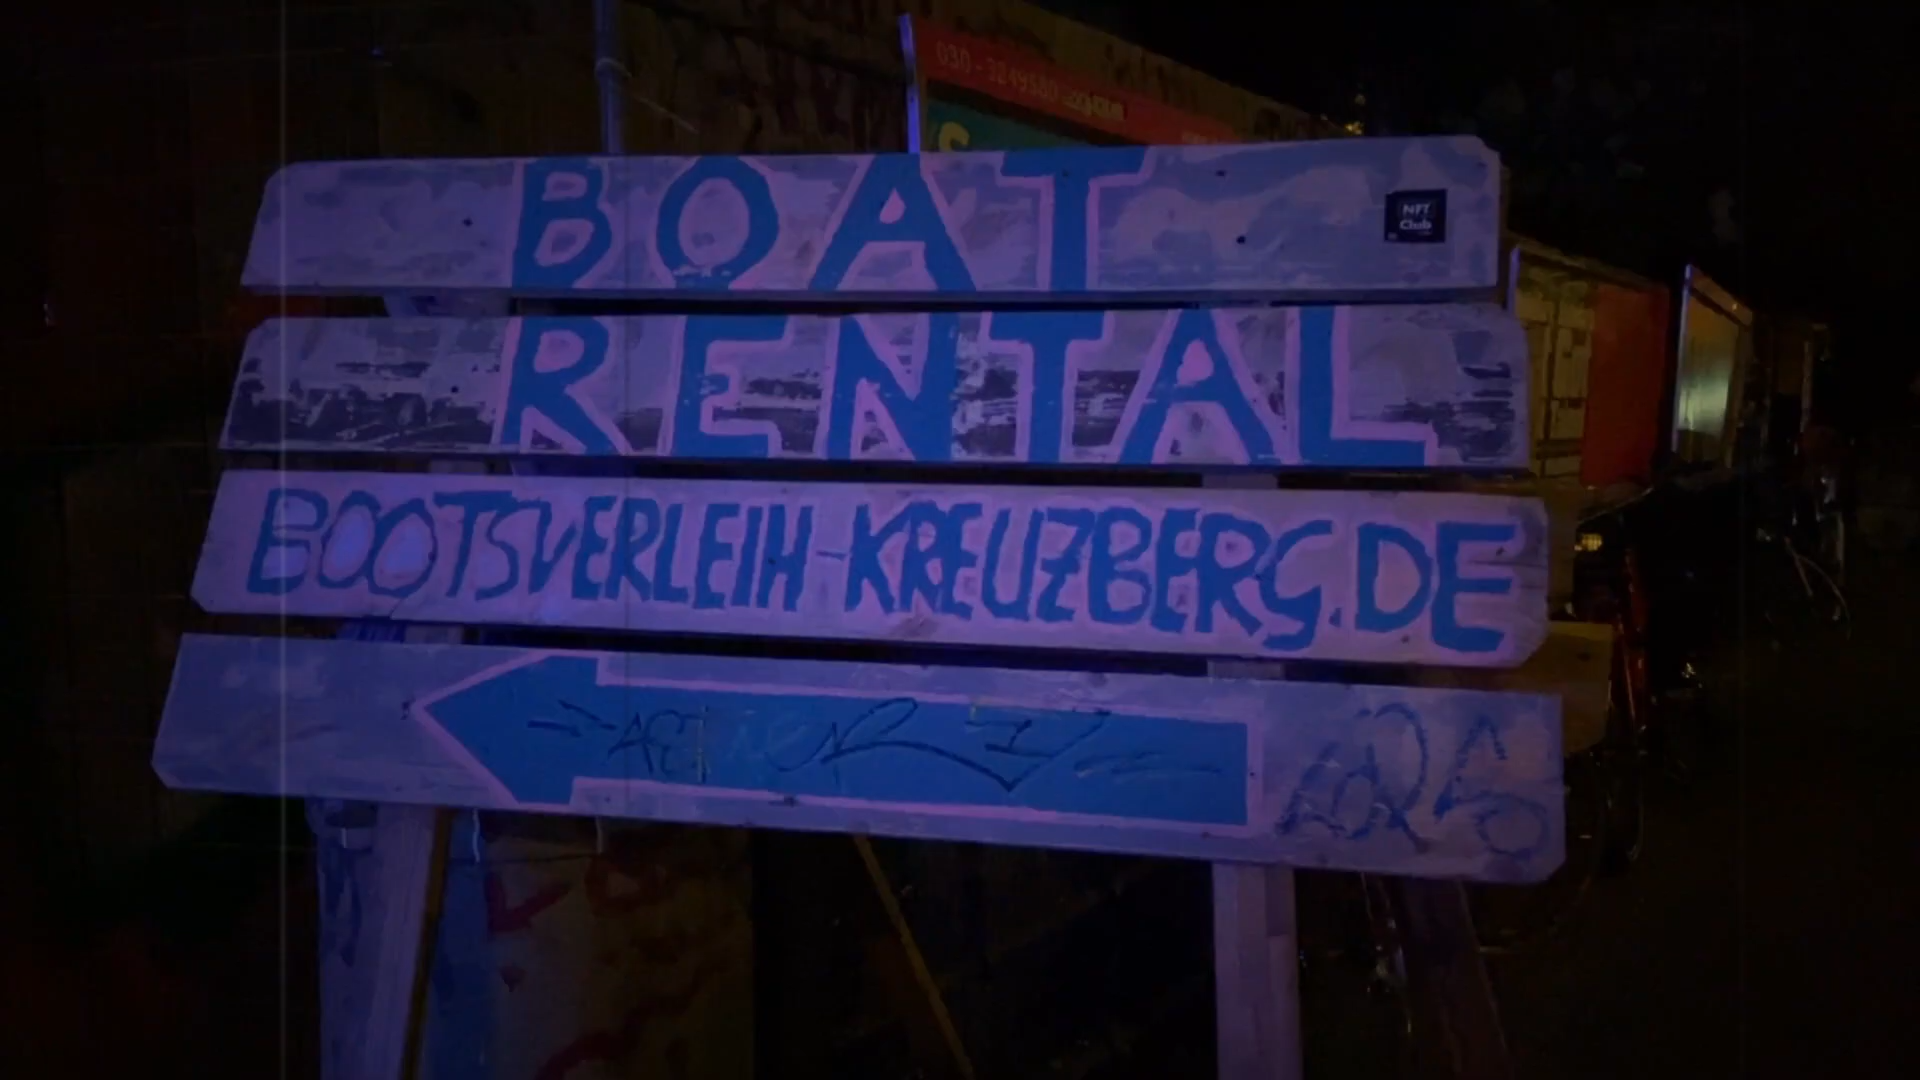 030 - 3249580
BOAT
NFT
Club
RENTAL
BOOTSVERLEIH-KREUZBERG.DE